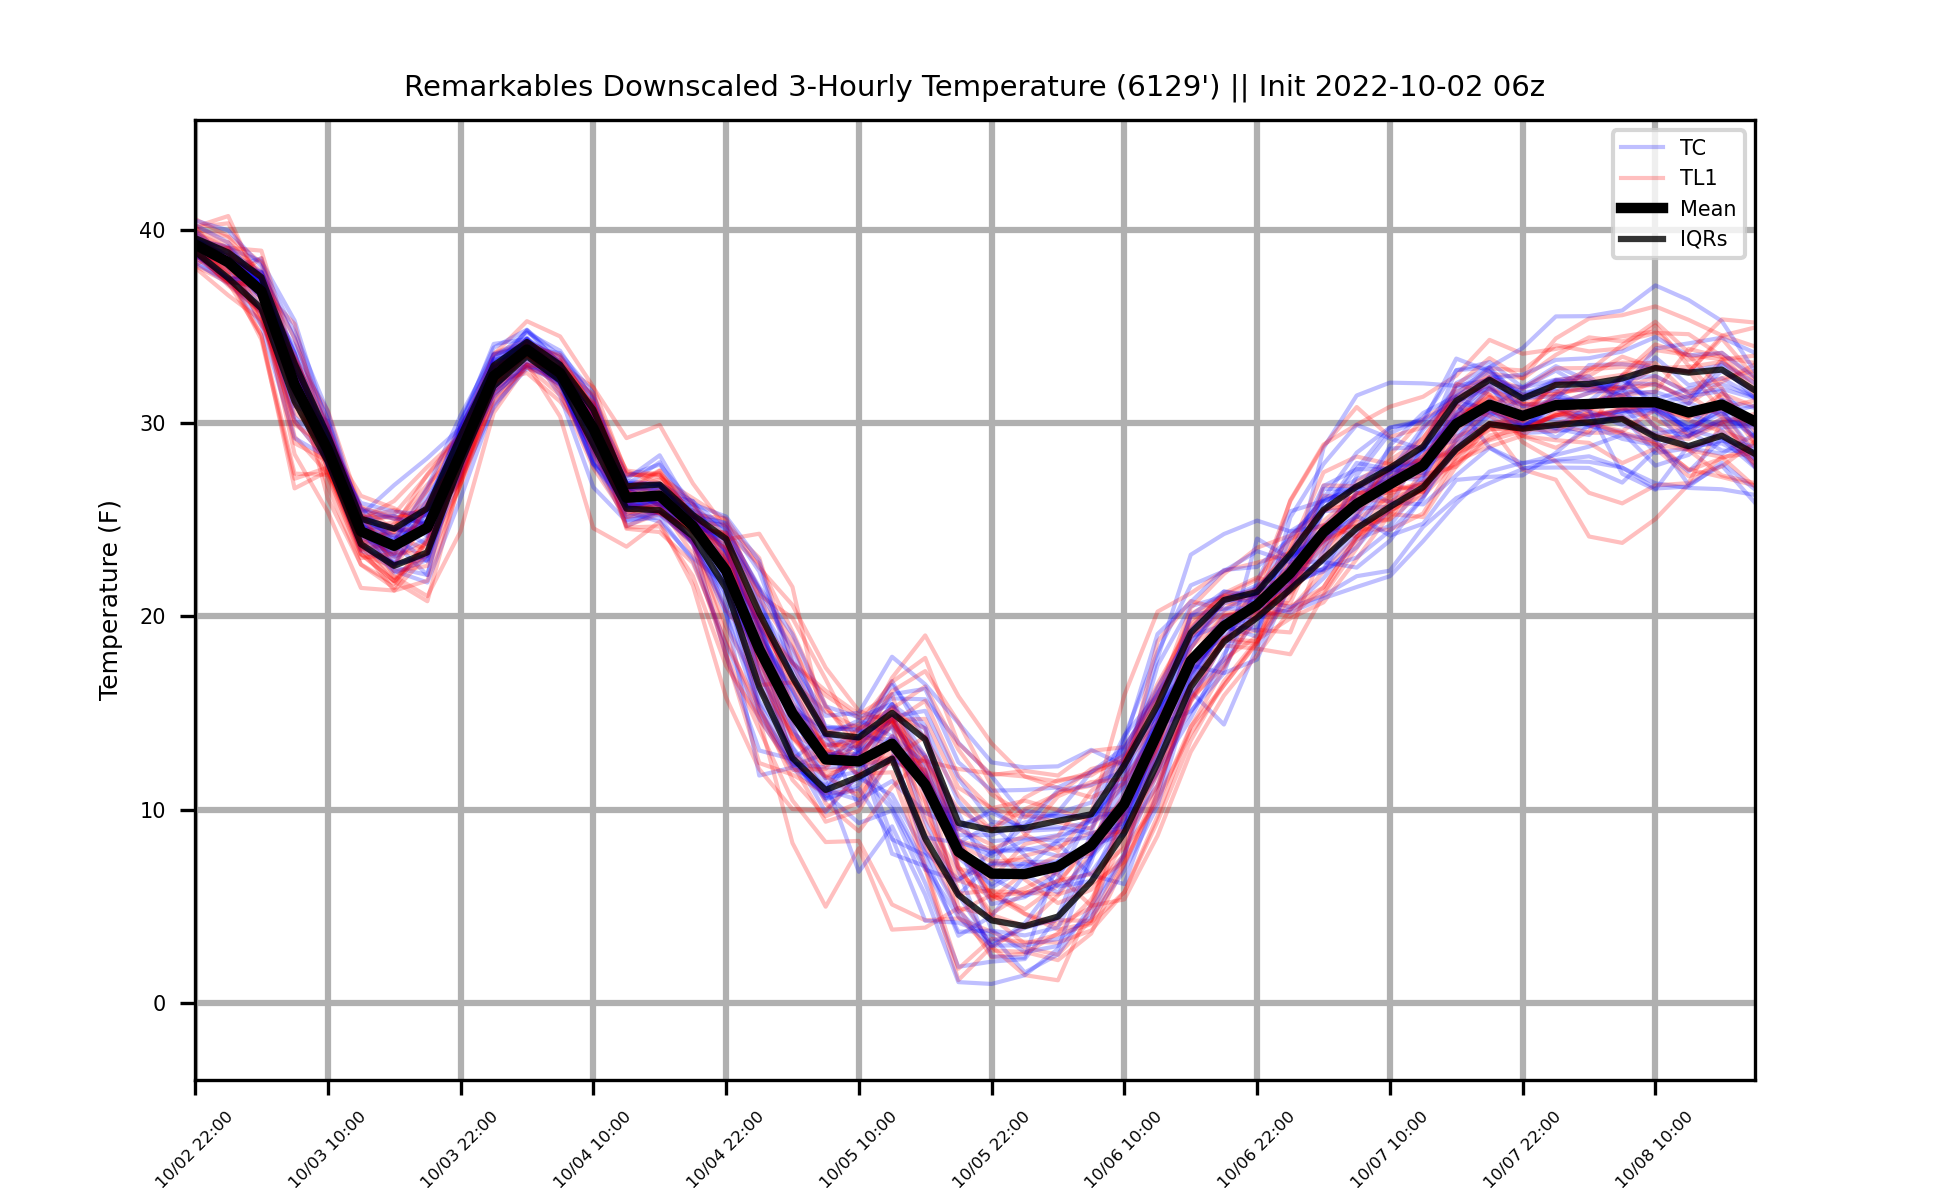 Remarkables Downscaled 3-Hourly Temperature (6129') || Init 2022-10-02 06z
TC
TL1
Mean
IQRs
Temperature (F)
40
30
20
10
0
10/02 22:00
10/03 10:00
10/03 22:00
10/04 10:00
10/04 22:00
10/05 10:00
10/05 22:00
10/06 10:00
10/06 22:00
10/07 10:00
10/07 22:00
10/08 10:00